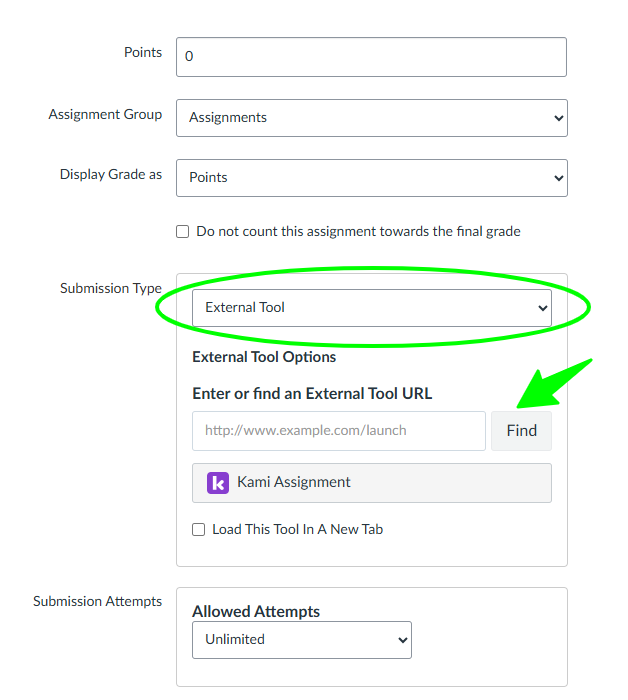 Points
0
Assignment Group
Assignments
Display Grade as
Points
Do not count this assignment towards the final grade
Submission Type
External Tool
External Tool Options
Enter or find an External Tool URL
http://www.example.com/launch
Find
k Kami Assignment
Load This Tool In A New Tab
Submission Attempts
Allowed Attempts
Unlimited